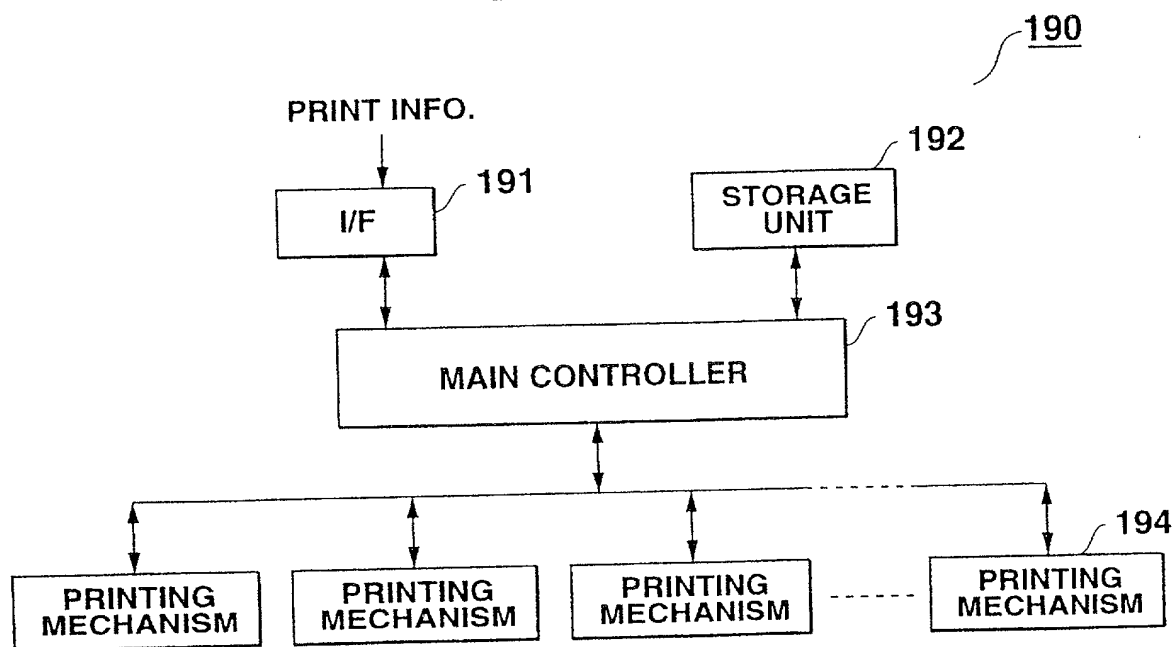 190
PRINT INFO.
191
192
I/F
STORAGE
UNIT
193
MAIN CONTROLLER
194
PRINTING
MECHANISM
PRINTING
MECHANISM
PRINTING
MECHANISM
PRINTING
MECHANISM